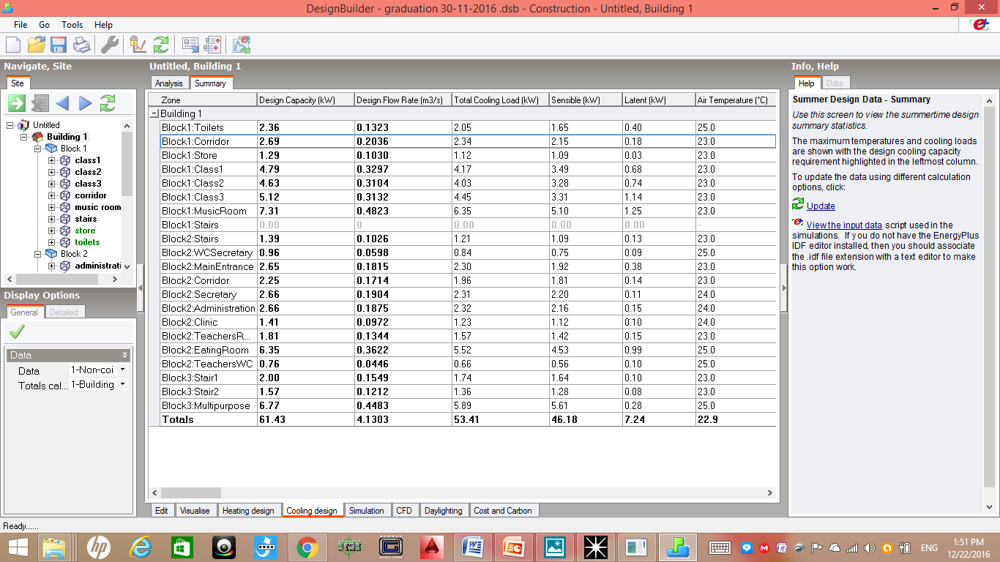 DesignBuilder - graduation 30-11-2016 .dsb - Construction - Untitled, Building 1
File Go Tools Help
Navigate, Site
Site
Untitled
Building 1
Block 1
class1
class2
class3
corridor
music room
stairs
store
toilets
Block 2
administrati
Display Options
General Detailed
Data
Data 1-Non-coi
Totals cal... 1-Building
Untitled, Building 1
Analysis Summary
Zone Design Capacity (kW) Design Flow Rate (m3/s) Total Cooling Load (kW) Sensible (kW) Latent (kW) Air Temperature (°C)
Building 1
Block1:Toilets 2.36 0.1323 2.05 1.65 0.40 25.0
Block1:Corridor 2.69 0.2036 2.34 2.15 0.18 23.0
Block1:Store 1.29 0.1030 1.12 1.09 0.03 23.0
Block1:Class1 4.79 0.3297 4.17 3.49 0.68 23.0
Block1:Class2 4.63 0.3104 4.03 3.28 0.74 23.0
Block1:Class3 5.12 0.3132 4.45 3.31 1.14 23.0
Block1:MusicRoom 7.31 0.4823 6.35 5.10 1.25 23.0
Block1:Stairs 0.00 0 0.00 0.00 0.00 -
Block2:Stairs 1.39 0.1026 1.21 1.09 0.13 23.0
Block2:WCSecretary 0.96 0.0598 0.84 0.75 0.09 25.0
Block2:MainEntrance 2.65 0.1815 2.30 1.92 0.38 23.0
Block2:Corridor 2.25 0.1714 1.96 1.81 0.14 23.0
Block2:Secretary 2.66 0.1904 2.31 2.20 0.11 24.0
Block2:Administration 2.66 0.1875 2.32 2.16 0.15 24.0
Block2:Clinic 1.41 0.0972 1.23 1.12 0.10 24.0
Block2:TeachersR... 1.81 0.1344 1.57 1.42 0.15 23.0
Block2:EatingRoom 6.35 0.3622 5.52 4.53 0.99 25.0
Block2:TeachersWC 0.76 0.0446 0.66 0.56 0.10 25.0
Block3:Stair1 2.00 0.1549 1.74 1.64 0.10 23.0
Block3:Stair2 1.57 0.1212 1.36 1.28 0.08 23.0
Block3:Multipurpose 6.77 0.4483 5.89 5.61 0.28 25.0
Totals 61.43 4.1303 53.41 46.18 7.24 22.9
Edit Visualise Heating design Cooling design Simulation CFD Daylighting Cost and Carbon
Info, Help
Help Data
Summer Design Data - Summary
Use this screen to view the summertime design
summary statistics.
The maximum temperatures and cooling loads
are shown with the design cooling capacity
requirement highlighted in the leftmost column.
To update the data using different calculation
options, click:
Update
View the input data script used in the
simulations. If you do not have the EnergyPlus
IDF editor installed, then you should associate
the .idf file extension with a text editor to make
this option work.
Ready......
ENG
1:51 PM
12/22/2016